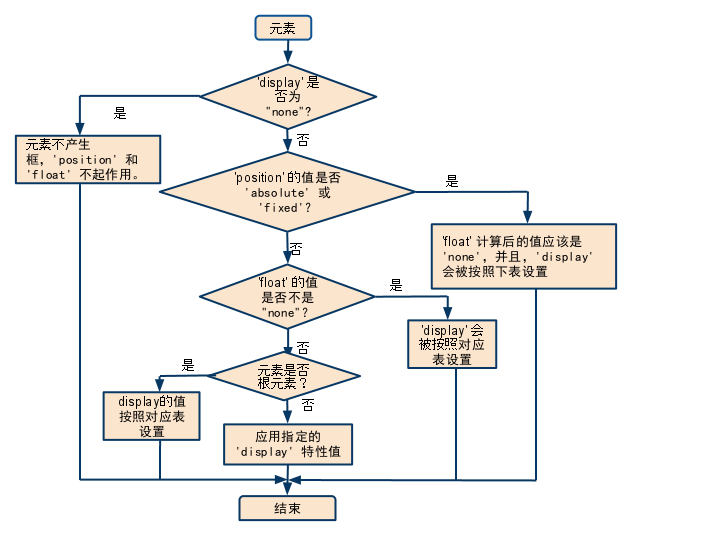 元素
'display' 是
否为
"none"?
是
否
元素不产生
框，'position' 和
'float' 不起作用。
'position' 的值是否
'absolute' 或
'fixed'?
是
否
'float' 计算后的值应该是
'none'，并且，'display'
会被按照下表设置
'float' 的值
是否不是
"none"?
是
否
'display' 会
被按照对应
表设置
元素是否
根元素？
是
否
display的值
按照对应表
设置
应用指定的
'display' 特性值
结束